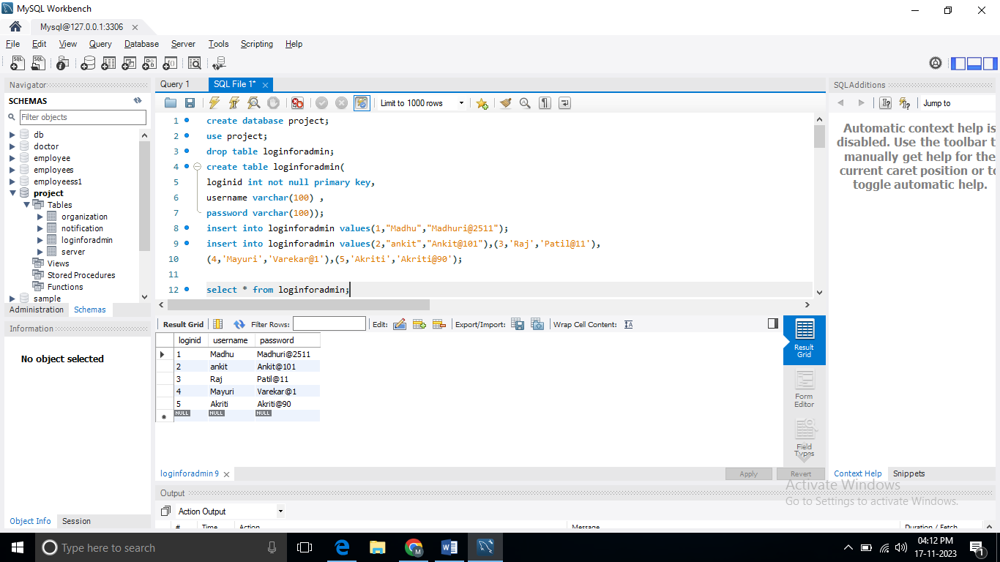 MySQL Workbench
Mysql@127.0.0.1:3306
File Edit View Query Database Server Tools Scripting Help
Navigator
SCHEMAS
Filter objects
db
doctor
employee
employees
employeess1
project
Tables
organization
notification
loginforadmin
server
Views
Stored Procedures
Functions
sample
Administration Schemas
Information
No object selected
Object Info Session
Query 1 SQL File 1*
Limit to 1000 rows
1 create database project;
2 use project;
3 drop table loginforadmin;
4 create table loginforadmin(
5 loginid int not null primary key,
6 username varchar(100) ,
7 password varchar(100));
8 insert into loginforadmin values(1,"Madhu","Madhuri@2511");
9 insert into loginforadmin values(2,"ankit","Ankit@101"),(3,'Raj','Patil@11'),
10 (4,'Mayuri','Varekar@1'),(5,'Akriti','Akriti@90');
11
12 select * from loginforadmin;
Result Grid Filter Rows: Edit: Export/Import: Wrap Cell Content:
loginid username password
1 Madhu Madhuri@2511
2 ankit Ankit@101
3 Raj Patil@11
4 Mayuri Varekar@1
5 Akriti Akriti@90
NULL NULL NULL
Result
Grid
Form
Editor
Field
Types
loginforadmin 9
Apply Revert
Output
Action Output
# Time Action Message Duration / Fetch
SQLAdditions
Jump to
Automatic context help is
disabled. Use the toolbar t
manually get help for the
current caret position or to
toggle automatic help.
Context Help Snippets
Activate Windows
Go to Settings to activate Windows.
Type here to search
04:12 PM
17-11-2023
1